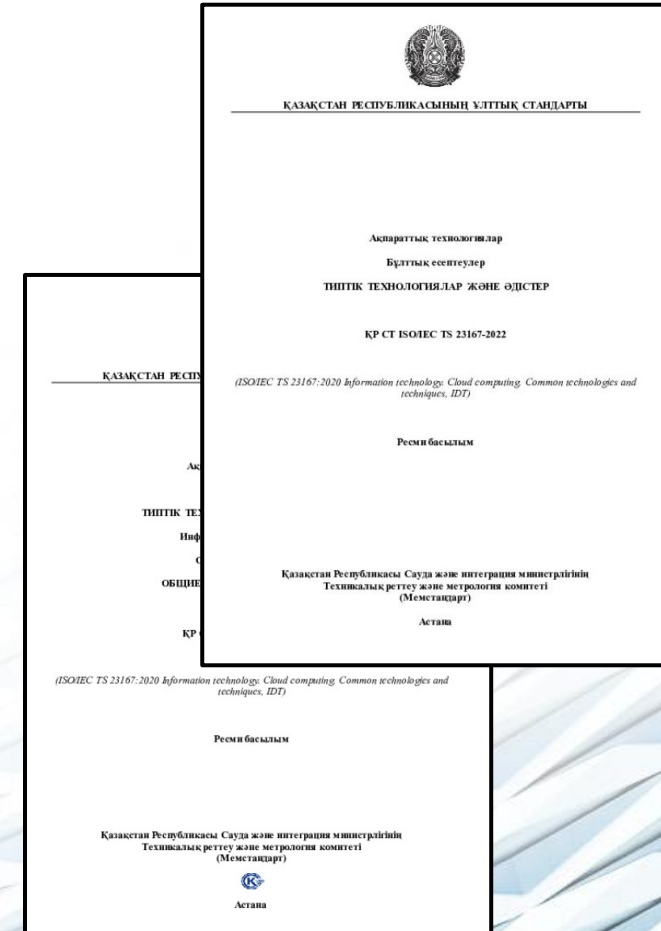 ҚАЗАҚСТАН РЕСПУБЛИКАСЫНЫҢ ҰЛТТЫҚ СТАНДАРТЫ
Ақпараттық технологиялар
Бұлттық есептеулер
ТИПТІК ТЕХНОЛОГИЯЛАР ЖӘНЕ ӘДІСТЕР
ҚР СТ ISO/IEC TS 23167-2022
(ISO/IEC TS 23167:2020 Information technology. Cloud computing. Common technologies and
techniques, IDT)
Ресми басылым
Қазақстан Республикасы Сауда және интеграция министрлігінің
Техникалық реттеу және метрология комитеті
(Мемстандарт)
Астана
ҚАЗАҚСТАН РЕСПУ
Ақ
ТИПТІК ТЕХ
Инф
О
ОБЩИЕ
ҚР С
(ISO/IEC TS 23167:2020 Information technology. Cloud computing. Common technologies and
techniques, IDT)
Ресми басылым
Қазақстан Республикасы Сауда және интеграция министрлігінің
Техникалық реттеу және метрология комитеті
(Мемстандарт)
Астана